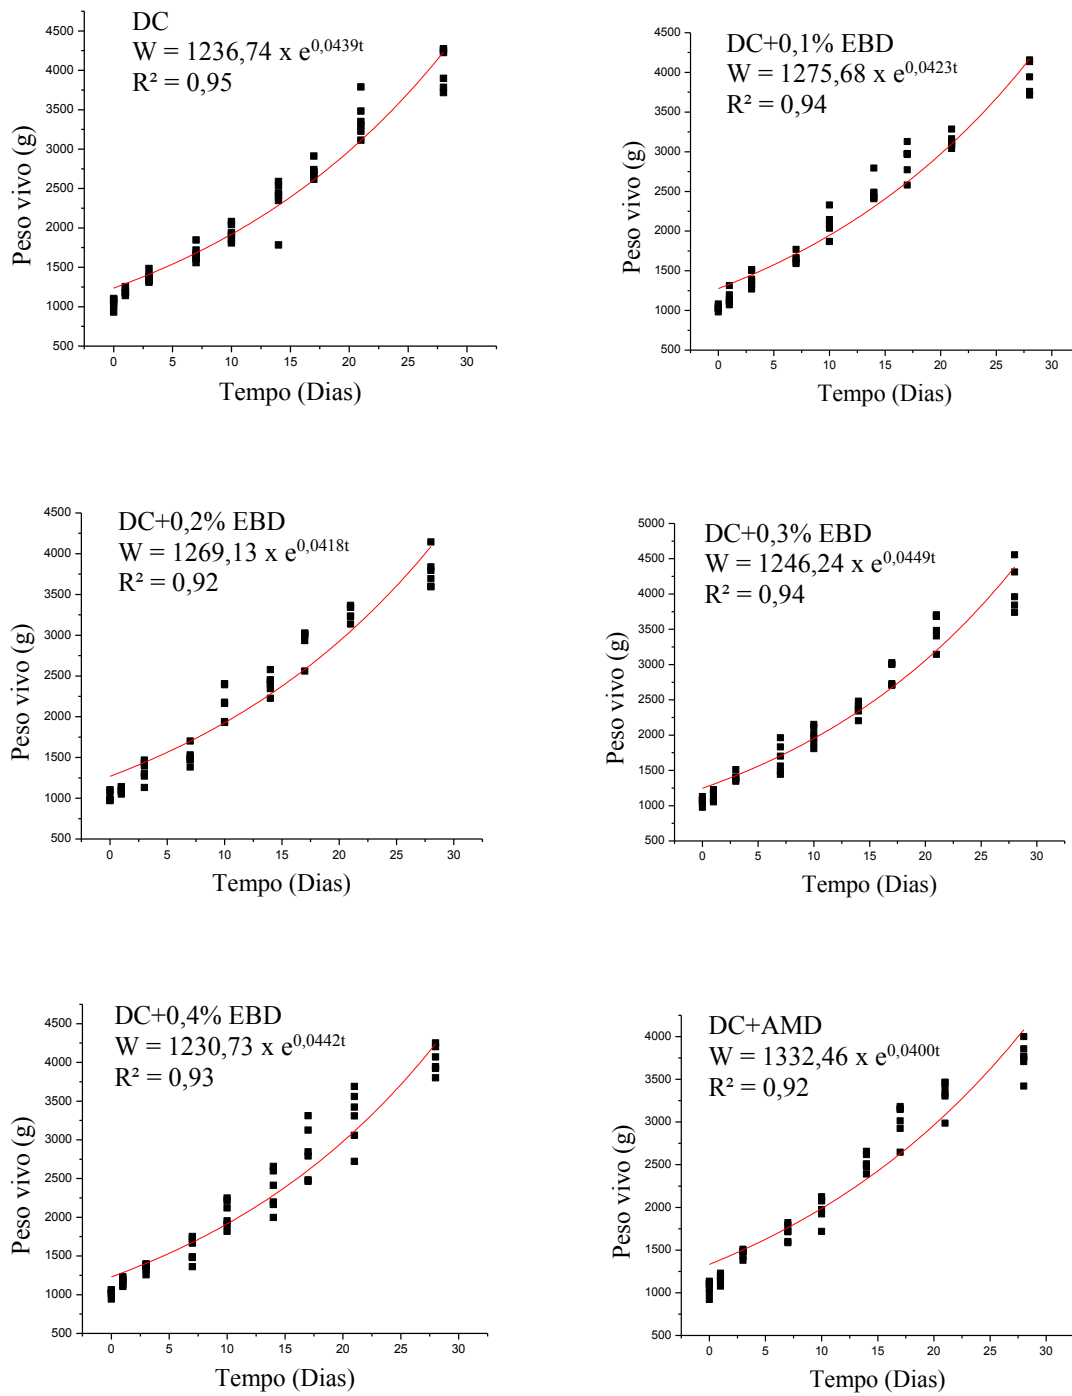 DC
W = 1236,74 x e^0,0439t
R² = 0,95
4500
4000
3500
3000
2500
2000
1500
1000
500
Peso vivo (g)
0 5 10 15 20 25 30
Tempo (Dias)
DC+0,1% EBD
W = 1275,68 x e^0,0423t
R² = 0,94
4500
4000
3500
3000
2500
2000
1500
1000
500
Peso vivo (g)
0 5 10 15 20 25 30
Tempo (Dias)
DC+0,2% EBD
W = 1269,13 x e^0,0418t
R² = 0,92
4500
4000
3500
3000
2500
2000
1500
1000
500
Peso vivo (g)
0 5 10 15 20 25 30
Tempo (Dias)
DC+0,3% EBD
W = 1246,24 x e^0,0449t
R² = 0,94
5000
4500
4000
3500
3000
2500
2000
1500
1000
500
Peso vivo (g)
0 5 10 15 20 25 30
Tempo (Dias)
DC+0,4% EBD
W = 1230,73 x e^0,0442t
R² = 0,93
4500
4000
3500
3000
2500
2000
1500
1000
500
Peso vivo (g)
0 5 10 15 20 25 30
Tempo (Dias)
DC+AMD
W = 1332,46 x e^0,0400t
R² = 0,92
4000
3500
3000
2500
2000
1500
1000
500
Peso vivo (g)
0 5 10 15 20 25 30
Tempo (Dias)